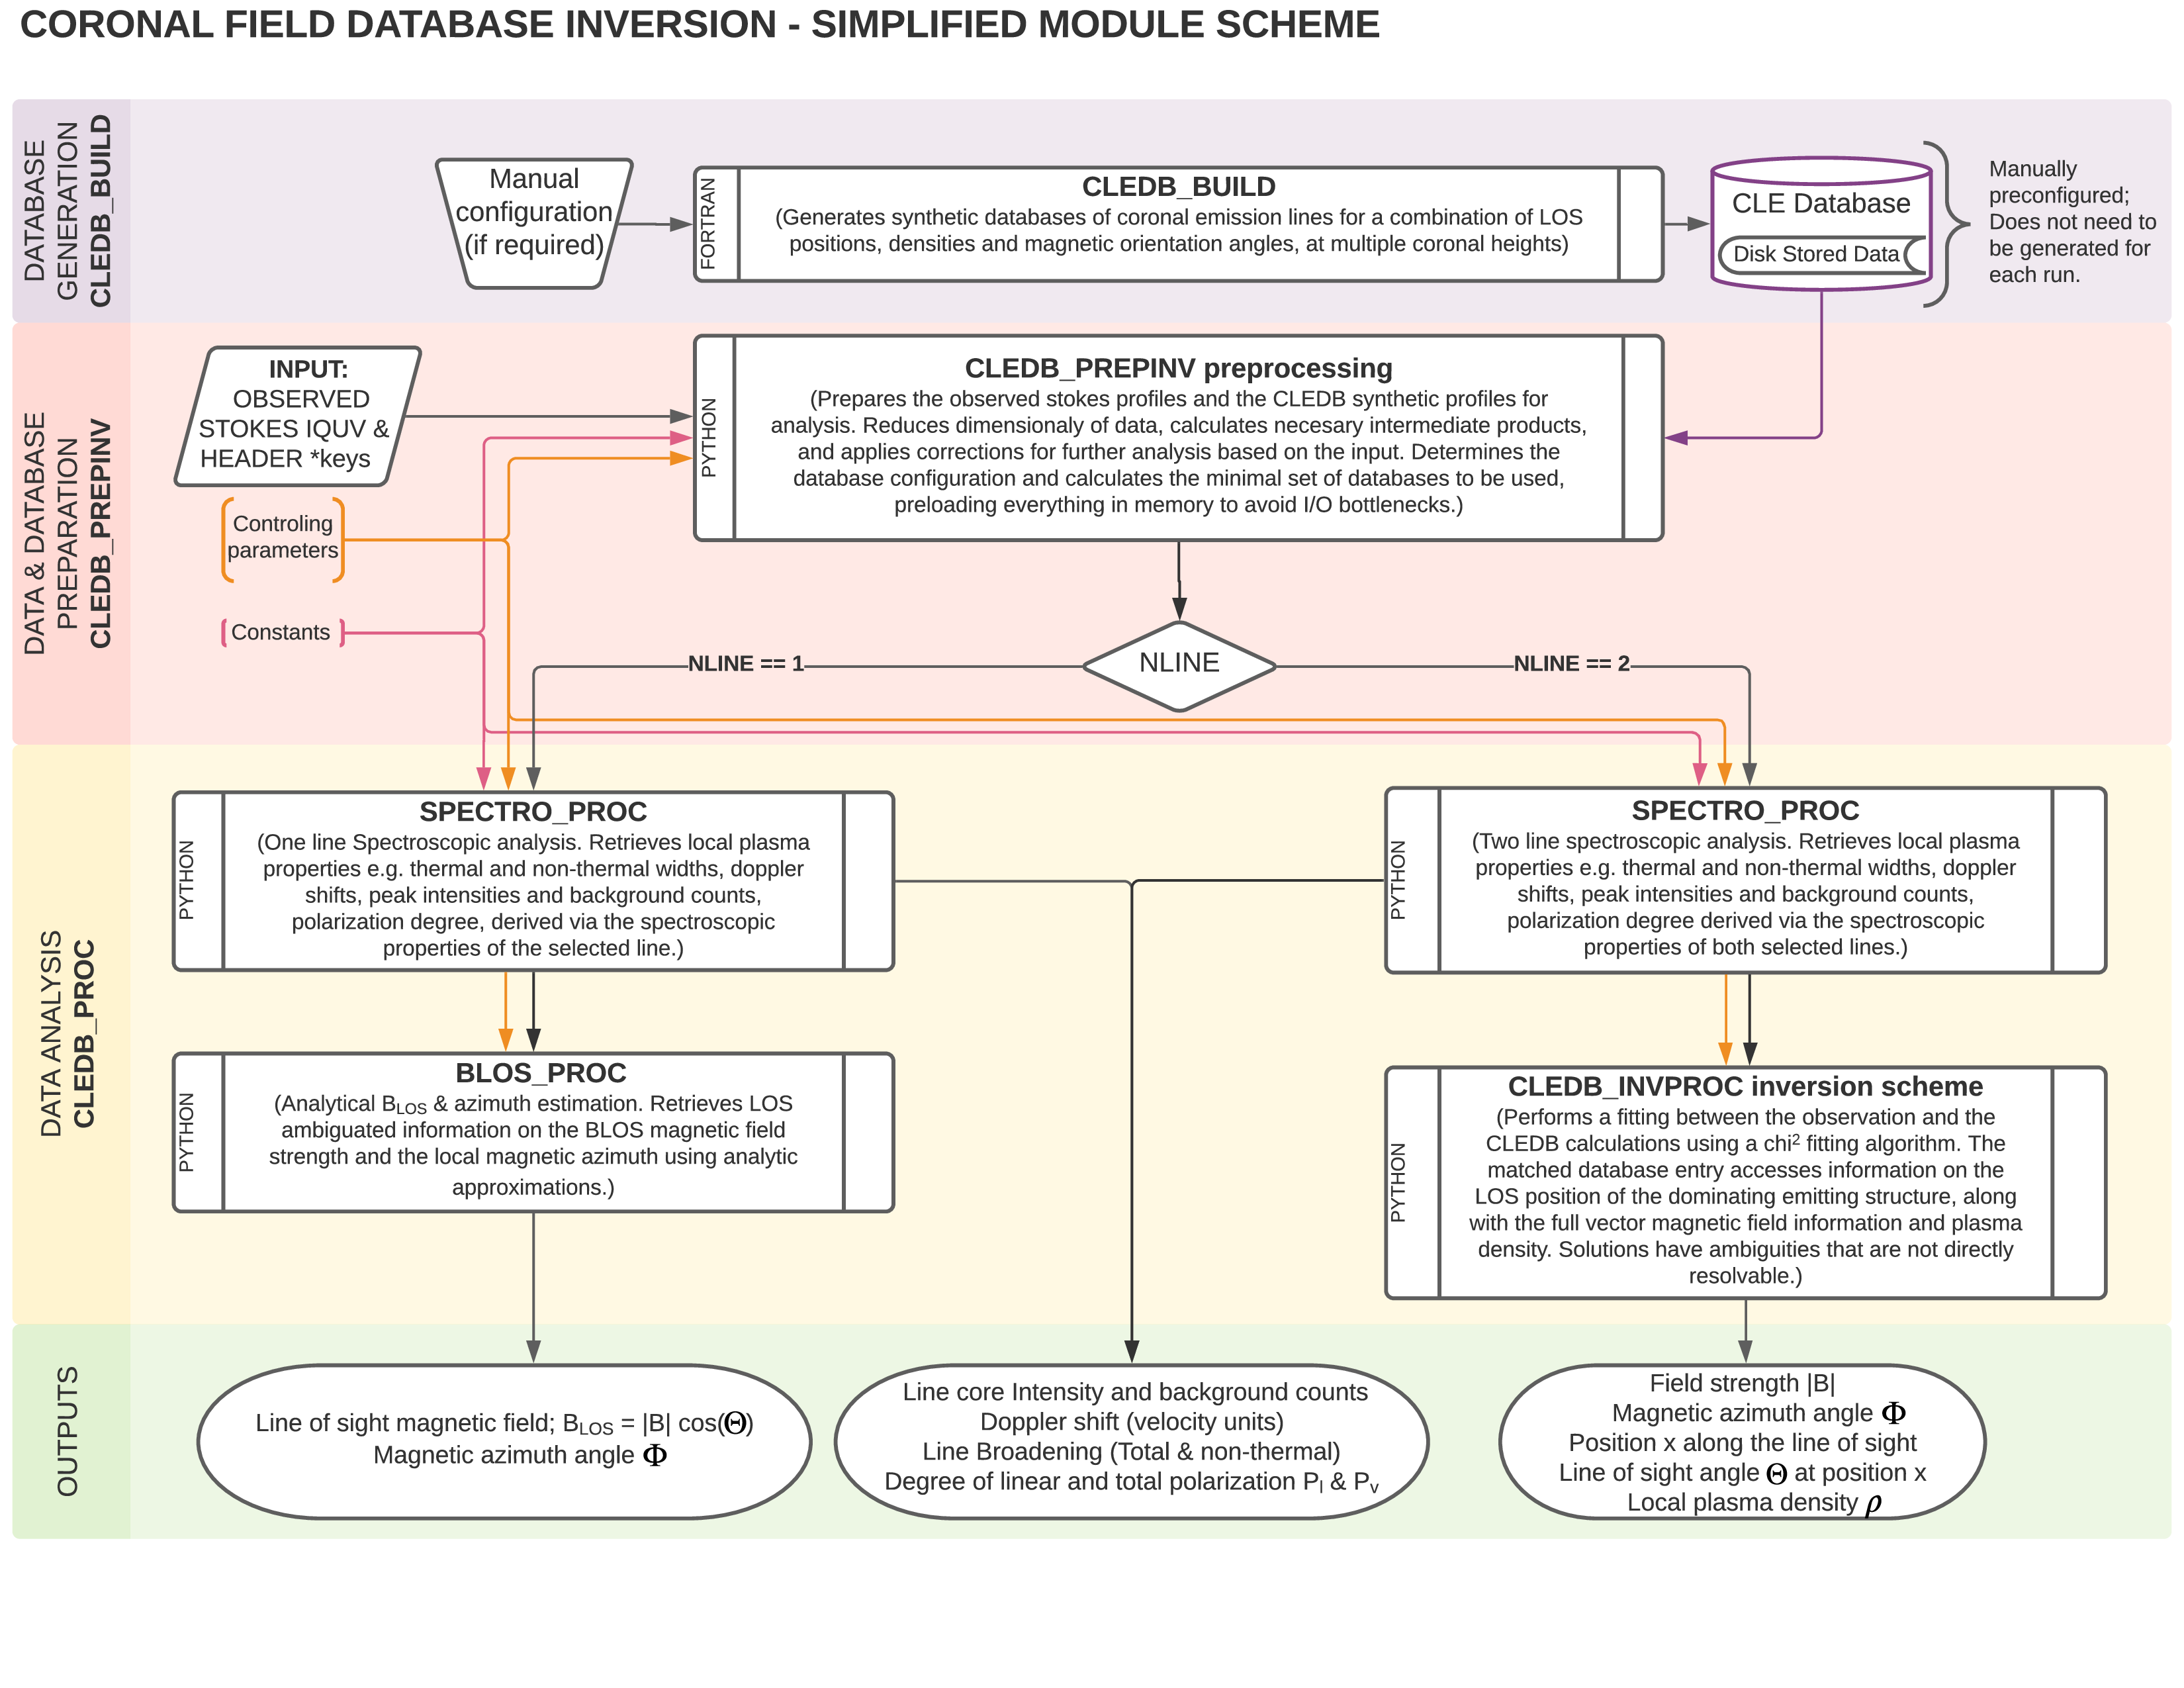 CORONAL FIELD DATABASE INVERSION - SIMPLIFIED MODULE SCHEME
DATABASE
GENERATION
CLEDB_BUILD
Manual
configuration
(if required)
FORTRAN
CLEDB_BUILD
(Generates synthetic databases of coronal emission lines for a combination of LOS
positions, densities and magnetic orientation angles, at multiple coronal heights)
CLE Database
Disk Stored Data
Manually
preconfigured;
Does not need to
be generated for
each run.
DATA & DATABASE
PREPARATION
CLEDB_PREPINV
INPUT:
OBSERVED
STOKES IQUV &
HEADER *keys
Controling
parameters
Constants
PYTHON
CLEDB_PREPINV preprocessing
(Prepares the observed stokes profiles and the CLEDB synthetic profiles for
analysis. Reduces dimensionaly of data, calculates necesary intermediate products,
and applies corrections for further analysis based on the input. Determines the
database configuration and calculates the minimal set of databases to be used,
preloading everything in memory to avoid I/O bottlenecks.)
NLINE
NLINE == 1
NLINE == 2
DATA ANALYSIS
CLEDB_PROC
PYTHON
SPECTRO_PROC
(One line Spectroscopic analysis. Retrieves local plasma
properties e.g. thermal and non-thermal widths, doppler
shifts, peak intensities and background counts,
polarization degree, derived via the spectroscopic
properties of the selected line.)
PYTHON
SPECTRO_PROC
(Two line spectroscopic analysis. Retrieves local plasma
properties e.g. thermal and non-thermal widths, doppler
shifts, peak intensities and background counts,
polarization degree derived via the spectroscopic
properties of both selected lines.)
PYTHON
BLOS_PROC
(Analytical B_LOS & azimuth estimation. Retrieves LOS
ambiguated information on the BLOS magnetic field
strength and the local magnetic azimuth using analytic
approximations.)
PYTHON
CLEDB_INVPROC inversion scheme
(Performs a fitting between the observation and the
CLEDB calculations using a chi² fitting algorithm. The
matched database entry accesses information on the
LOS position of the dominating emitting structure, along
with the full vector magnetic field information and plasma
density. Solutions have ambiguities that are not directly
resolvable.)
OUTPUTS
Line of sight magnetic field; B_LOS = |B| cos(Θ)
Magnetic azimuth angle Φ
Line core Intensity and background counts
Doppler shift (velocity units)
Line Broadening (Total & non-thermal)
Degree of linear and total polarization P_l & P_v
Field strength |B|
Magnetic azimuth angle Φ
Position x along the line of sight
Line of sight angle Θ at position x
Local plasma density ρ